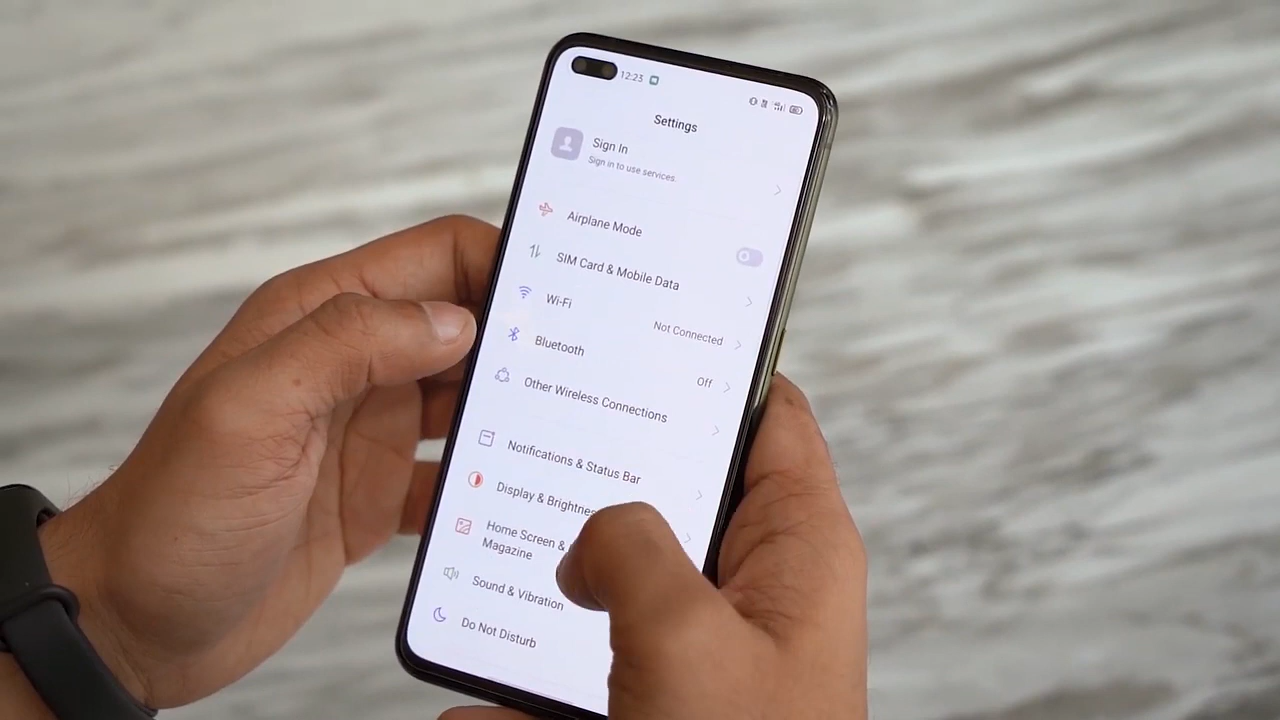 12:23
Settings
Sign In
Sign in to use services.
Airplane Mode
SIM Card & Mobile Data
Wi-Fi
Not Connected
Bluetooth
Off
Other Wireless Connections
Notifications & Status Bar
Display & Brightne
Home Screen &
Magazine
Sound & Vibration
Do Not Disturb